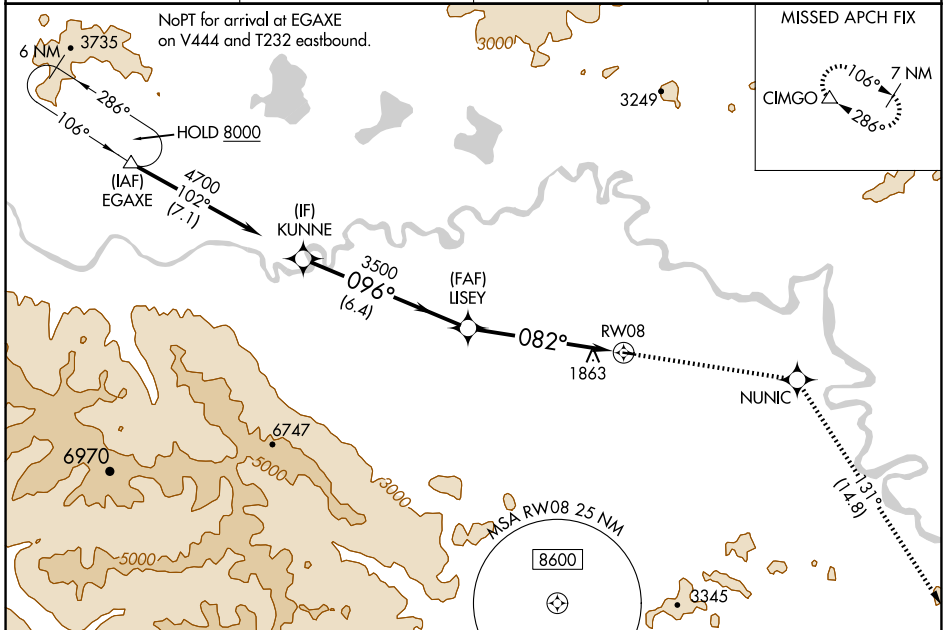 NoPT for arrival at EGAXE
on V444 and T232 eastbound.
6 NM
3735
286°
106°
HOLD 8000
(IAF)
EGAXE
4700
102°
(7.1)
(IF)
KUNNE
3500
096°
(6.4)
(FAF)
LISEY
082°
RW08
1863
NUNIC
131°
(14.8)
3000
3249
MISSED APCH FIX
CIMGO
106°
7 NM
286°
6747
6970
5000
3000
5000
MSA RW08 25 NM
8600
3345